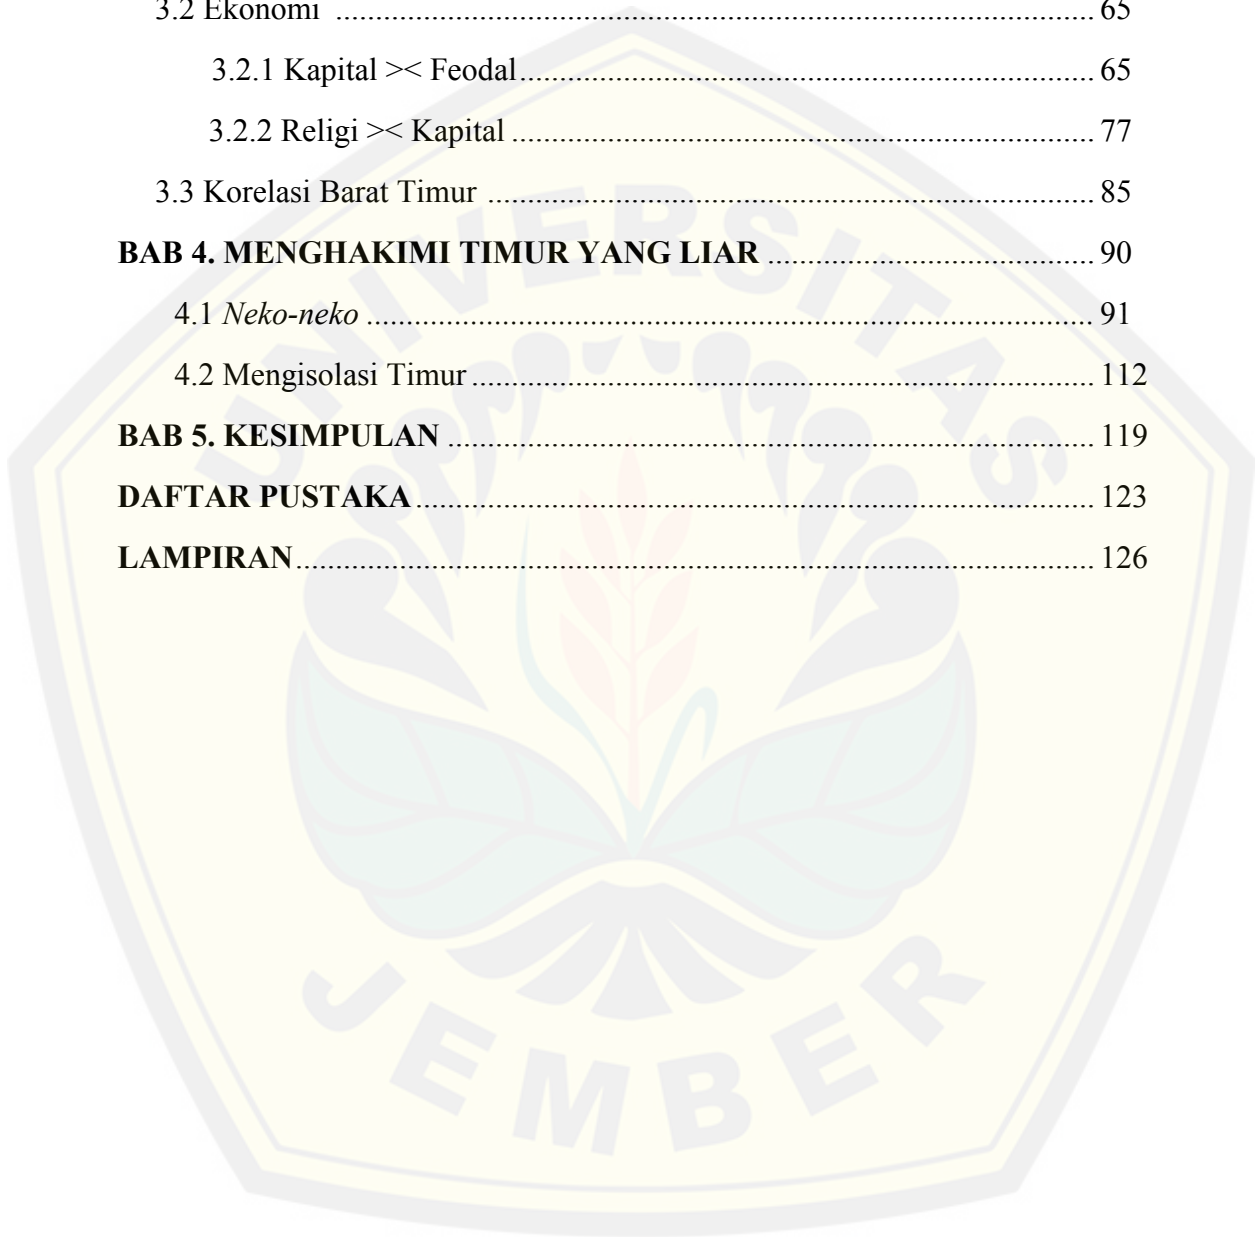 3.2 Ekonomi ........................................................................ 65
3.2.1 Kapital >< Feodal........................................................................ 65
3.2.2 Religi >< Kapital ........................................................................ 77
3.3 Korelasi Barat Timur ........................................................................ 85
BAB 4. MENGHAKIMI TIMUR YANG LIAR ........................................ 90
4.1 Neko-neko ........................................................................ 91
4.2 Mengisolasi Timur ........................................................................ 112
BAB 5. KESIMPULAN ........................................................................ 119
DAFTAR PUSTAKA ........................................................................ 123
LAMPIRAN ........................................................................ 126
UNIVERSITAS
JEMBER